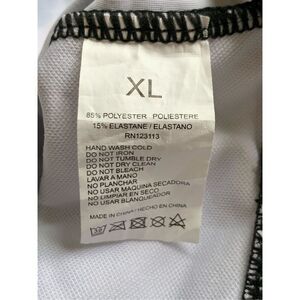 XL
85% POLYESTER POLIESTERE
15% ELASTANE / ELASTANO
RN123113
HAND WASH COLD
DO NOT IRON
DO NOT TUMBLE DRY
DO NOT DRY CLEAN
DO NOT BLEACH
LAVAR A MANO
NO PLANCHAR
NO USAR MAQUINA SECADORA
NO LIMPIAR EN SECO
NO USAR BLANQUEADOR
MADE IN CHINA / HECHO EN CHINA